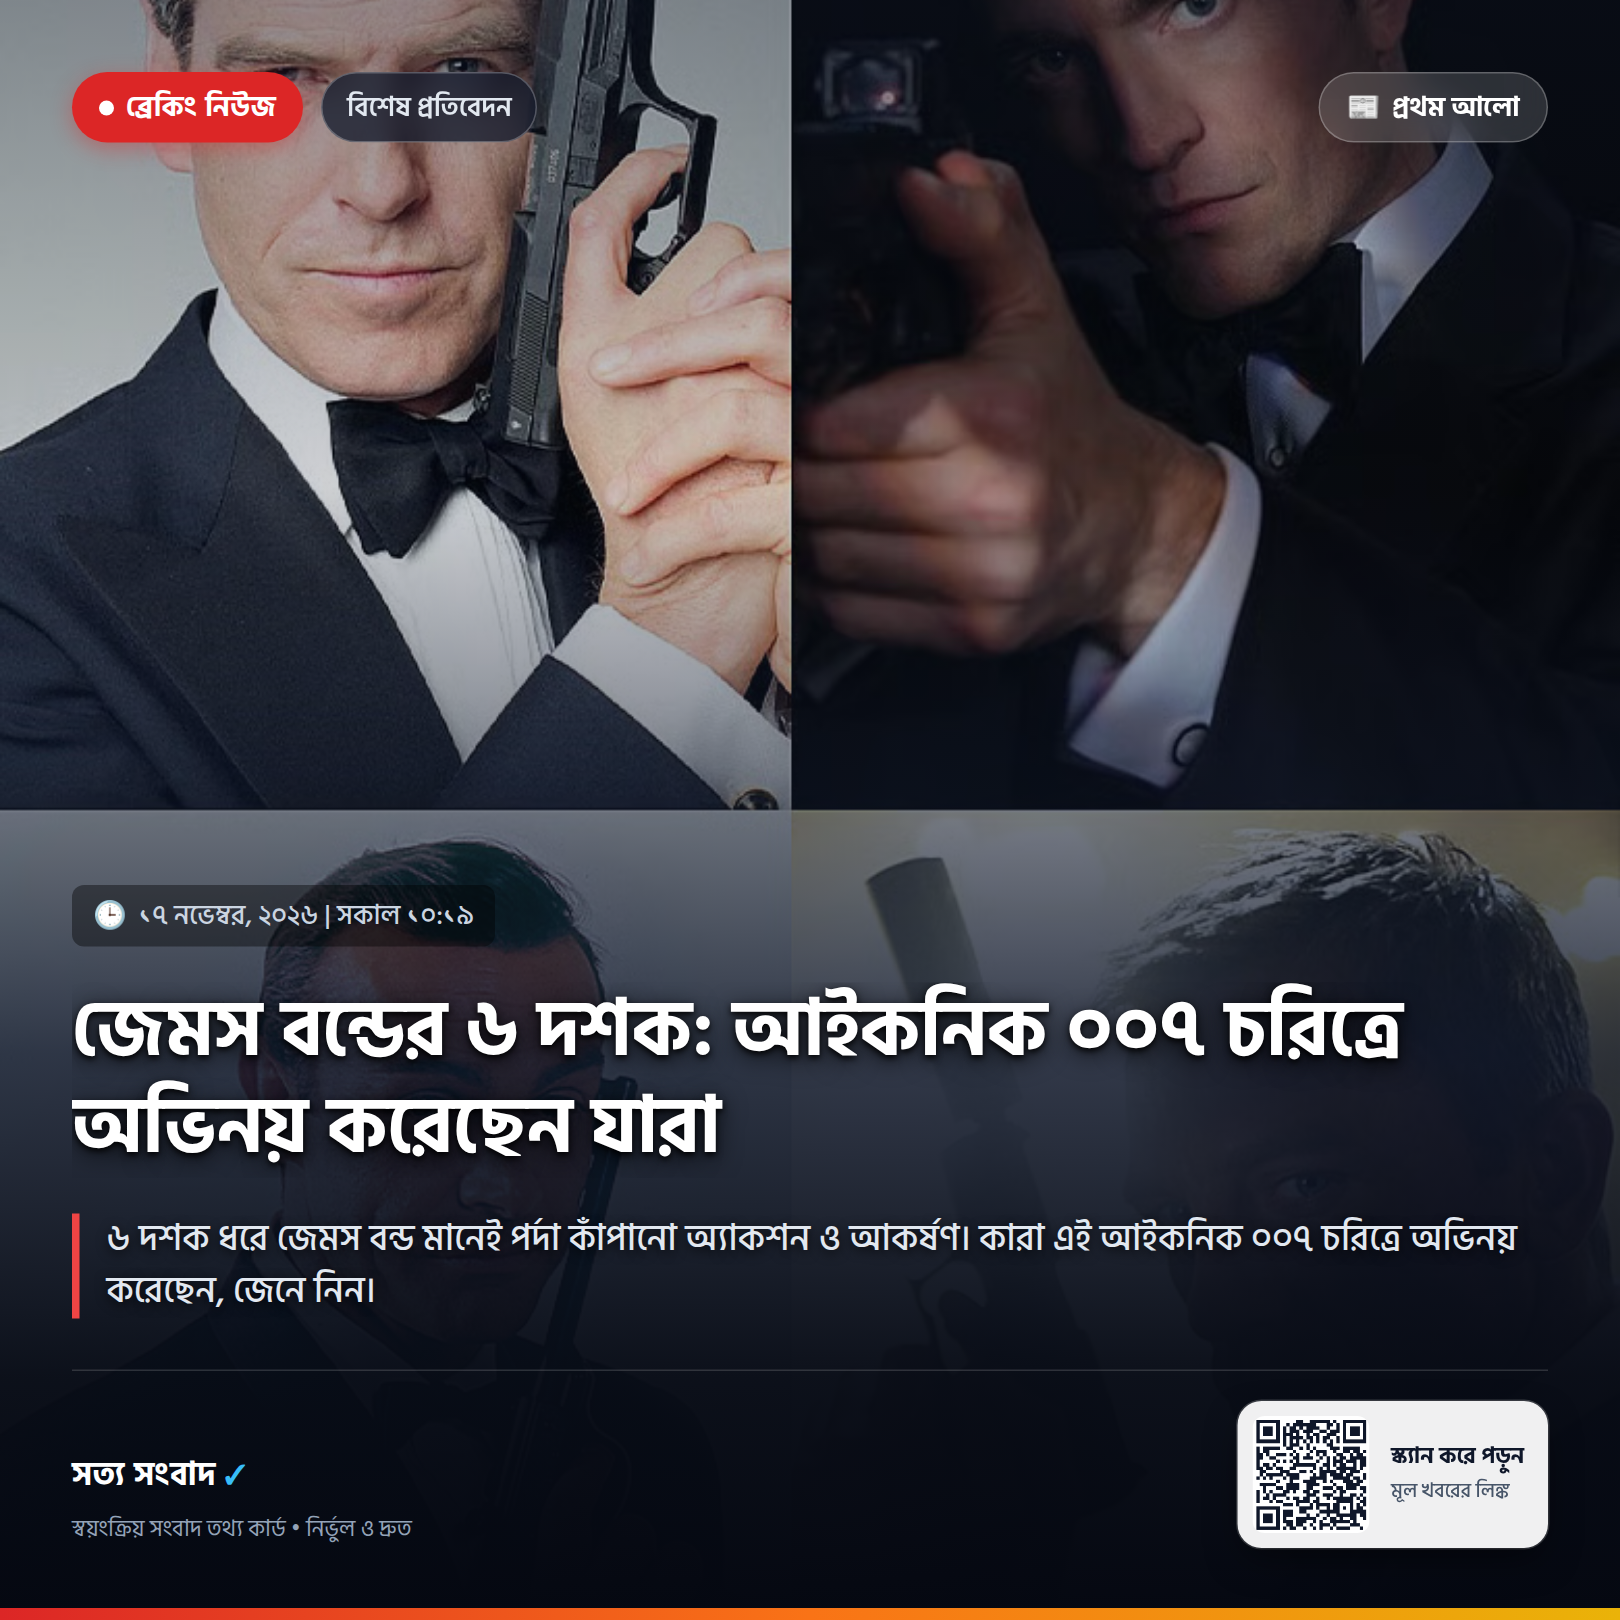 ব্রেকিং নিউজ
বিশেষ প্রতিবেদন
প্রথম আলো
১৭ নভেম্বর, ২০২৬ | সকাল ১০:১৯
জেমস বন্ডের ৬ দশক: আইকনিক ০০৭ চরিত্রে
অভিনয় করেছেন যারা
৬ দশক ধরে জেমস বন্ড মানেই পর্দা কাঁপানো অ্যাকশন ও আকর্ষণ। কারা এই আইকনিক ০০৭ চরিত্রে অভিনয়
করেছেন, জেনে নিন।
সত্য সংবাদ ✓
স্বয়ংক্রিয় সংবাদ তথ্য কার্ড • নির্ভুল ও দ্রুত
স্ক্যান করে পড়ুন
মূল খবরের লিঙ্ক